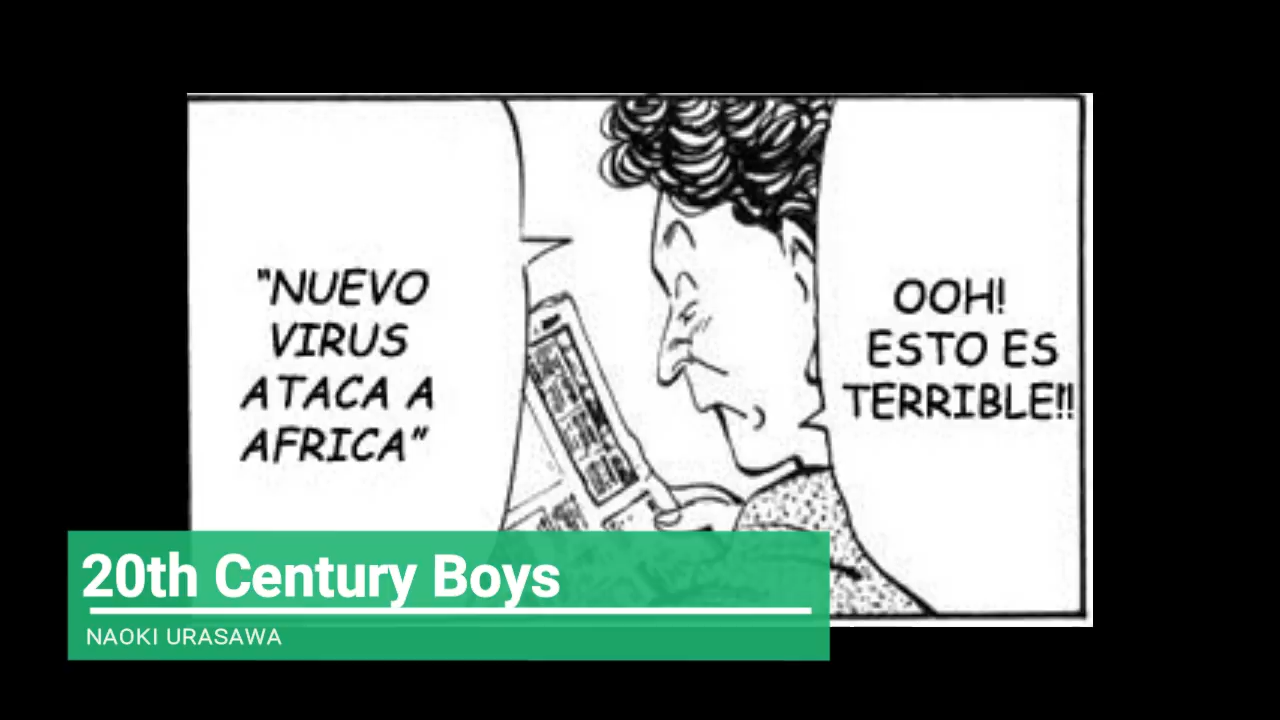 OOH!
ESTO ES
TERRIBLE!!
"NUEVO
VIRUS
ATACA A
AFRICA"
20th Century Boys
NAOKI URASAWA